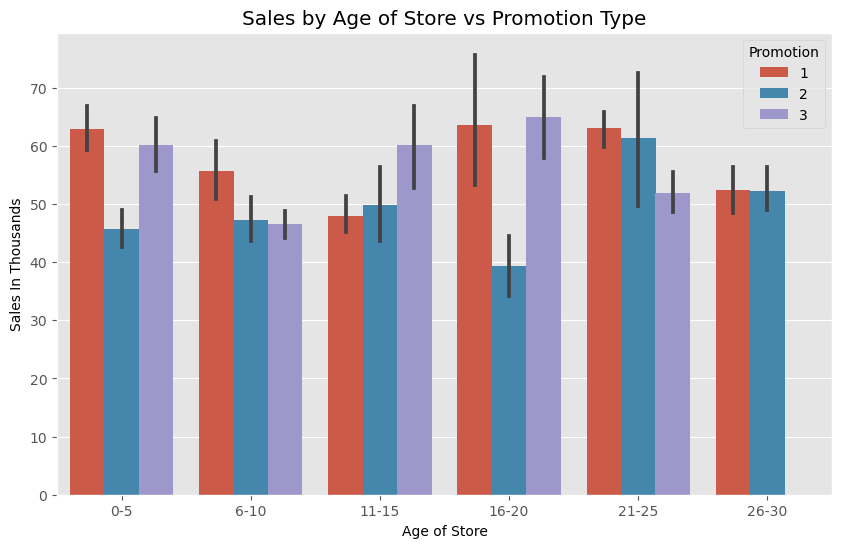 Sales by Age of Store vs Promotion Type
Promotion
1
2
3
Sales In Thousands
70
60
50
40
30
20
10
0
0-5 6-10 11-15 16-20 21-25 26-30
Age of Store